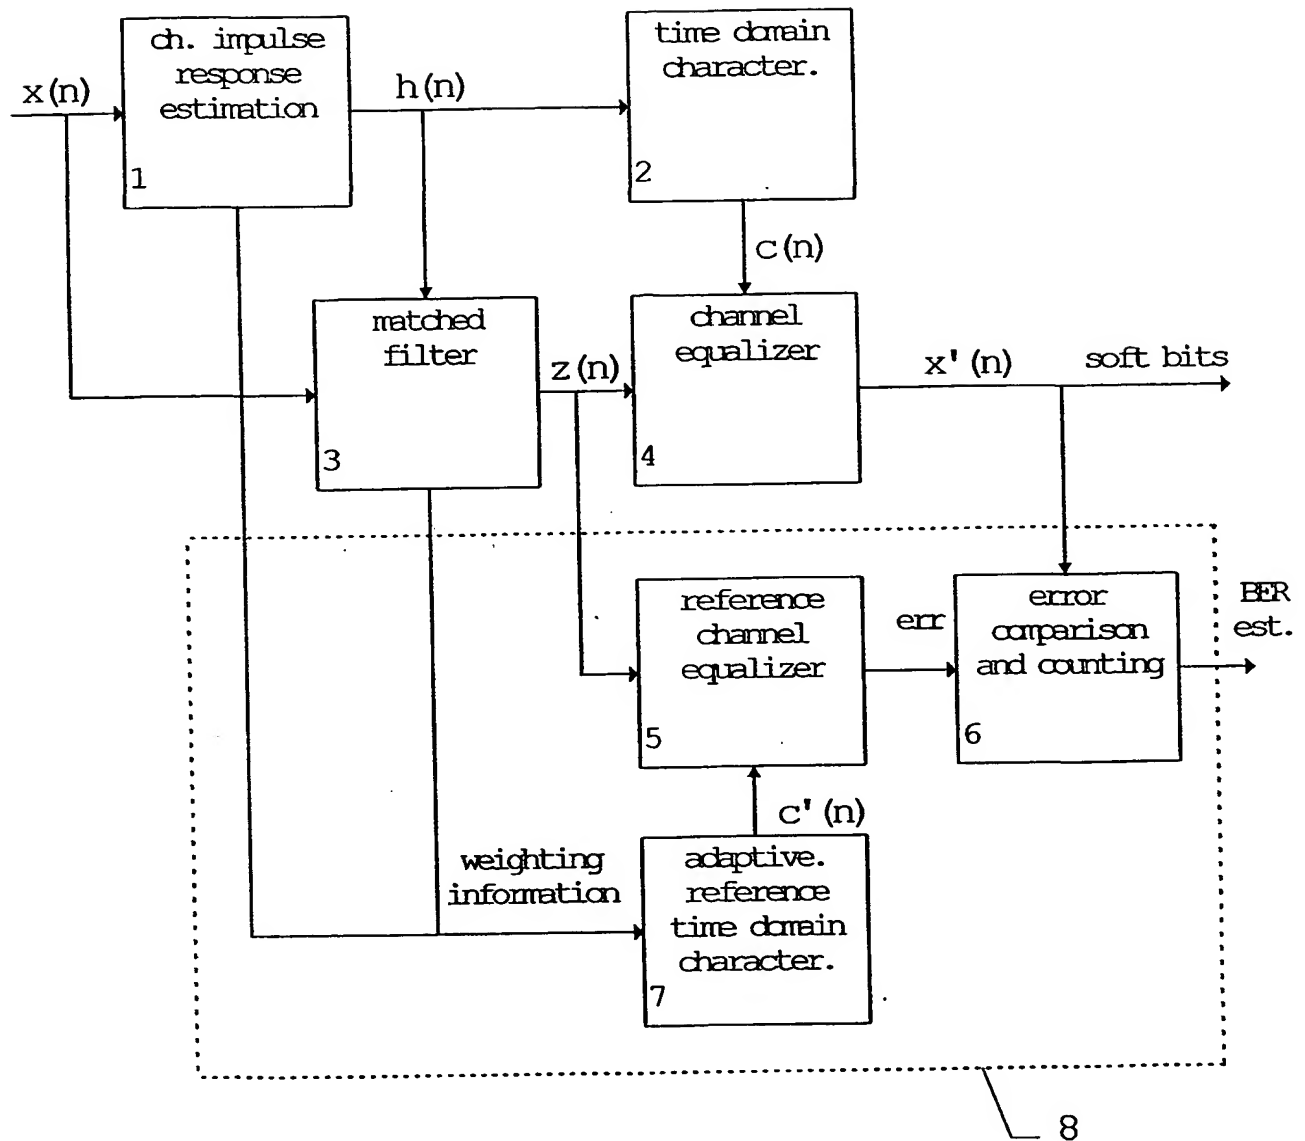 x(n)
ch. impulse
response
estimation
1
h(n)
time domain
character.
2
c(n)
matched
filter
3
z(n)
channel
equalizer
4
x'(n)
soft bits
reference
channel
equalizer
5
err
error
comparison
and counting
6
BER
est.
c'(n)
weighting
information
adaptive.
reference
time domain
character.
7
8